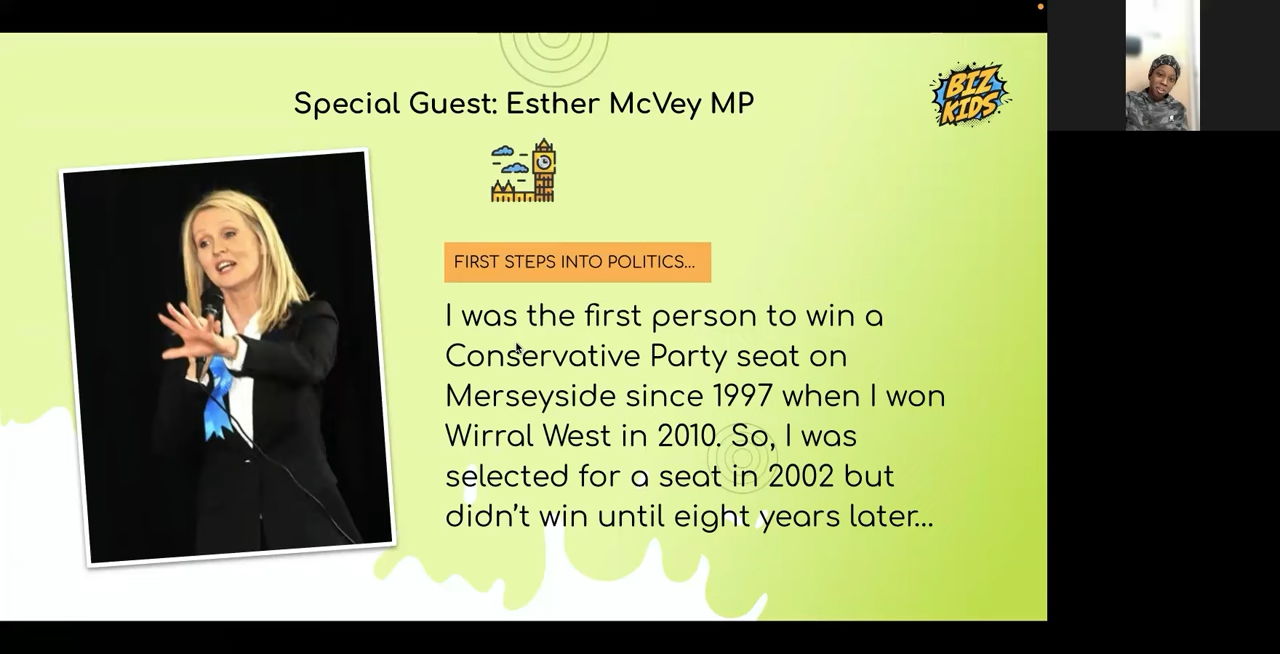 Special Guest: Esther McVey MP
BIZ
KIDS
FIRST STEPS INTO POLITICS...
I was the first person to win a
Conservative Party seat on
Merseyside since 1997 when I won
Wirral West in 2010. So, I was
selected for a seat in 2002 but
didn't win until eight years later...